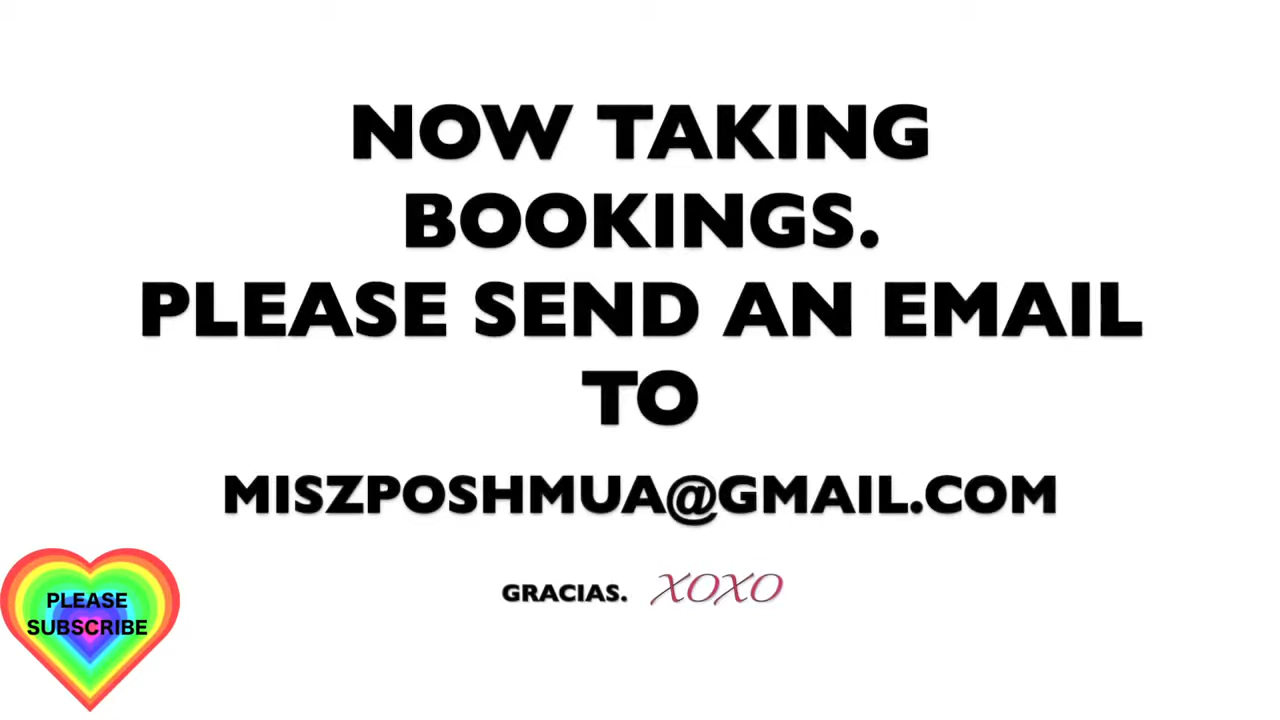 NOW TAKING
BOOKINGS.
PLEASE SEND AN EMAIL
TO
MISZPOSHMUA@GMAIL.COM
GRACIAS. XOXO
PLEASE
SUBSCRIBE